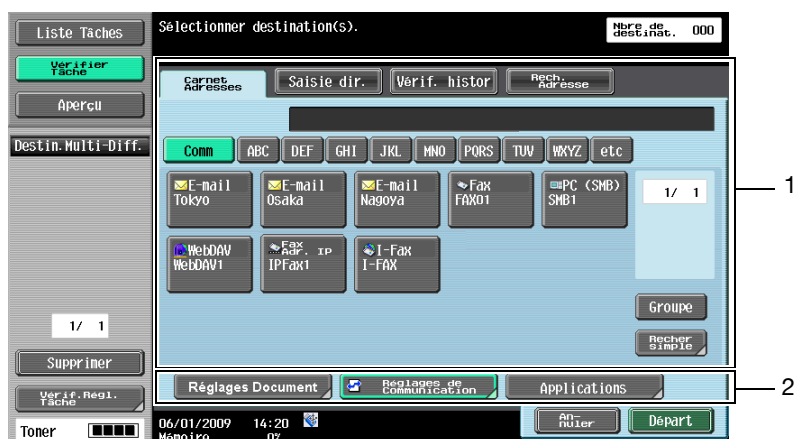 Liste Tâches
Vérifier
Tâche
Aperçu
Destin.Multi-Diff.
1/ 1
Supprimer
Vérif.Régl.
Tâche
Toner
Sélectionner destination(s).
Nbre de
destinat. 000
Carnet
Adresses
Saisie dir.
Vérif. histor
Rech.
Adresse
Comm ABC DEF GHI JKL MNO PQRS TUV WXYZ etc
E-mail
Tokyo
E-mail
Osaka
E-mail
Nagoya
Fax
FAX01
PC (SMB)
SMB1
1/ 1
WebDAV
WebDAV1
Fax
Adr. IP
IPFax1
I-Fax
I-FAX
Groupe
Recher
simple
Réglages Document
Réglages de
Communication
Applications
06/01/2009 14:20
Mémoire 0%
An-
nuler
Départ
1
2